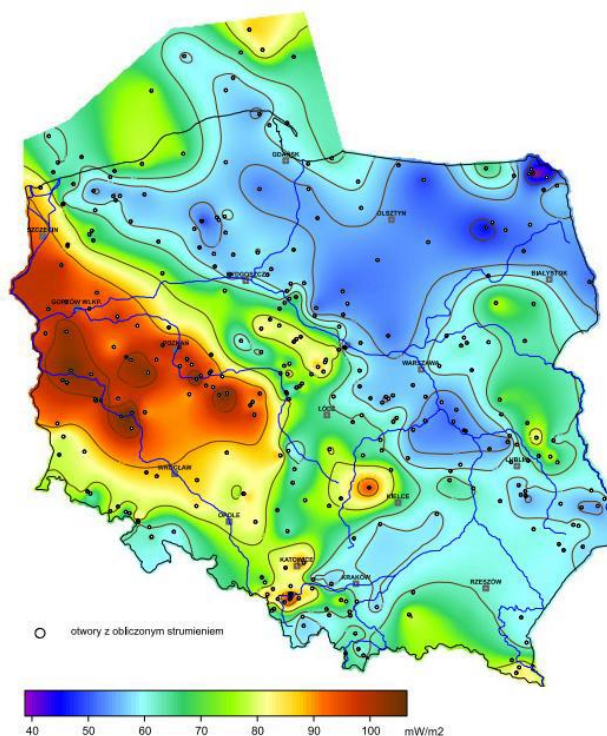 GDAŃSK
OLSZTYN
SZCZECIN
BYDGOSZCZ
BIAŁYSTOK
GORZÓW WLKP.
POZNAŃ
WARSZAWA
ŁÓDŹ
LUBLIN
WROCŁAW
KIELCE
OPOLE
KATOWICE
KRAKÓW
RZESZÓW
otwory z obliczonym strumieniem
40 50 60 70 80 90 100 mW/m2